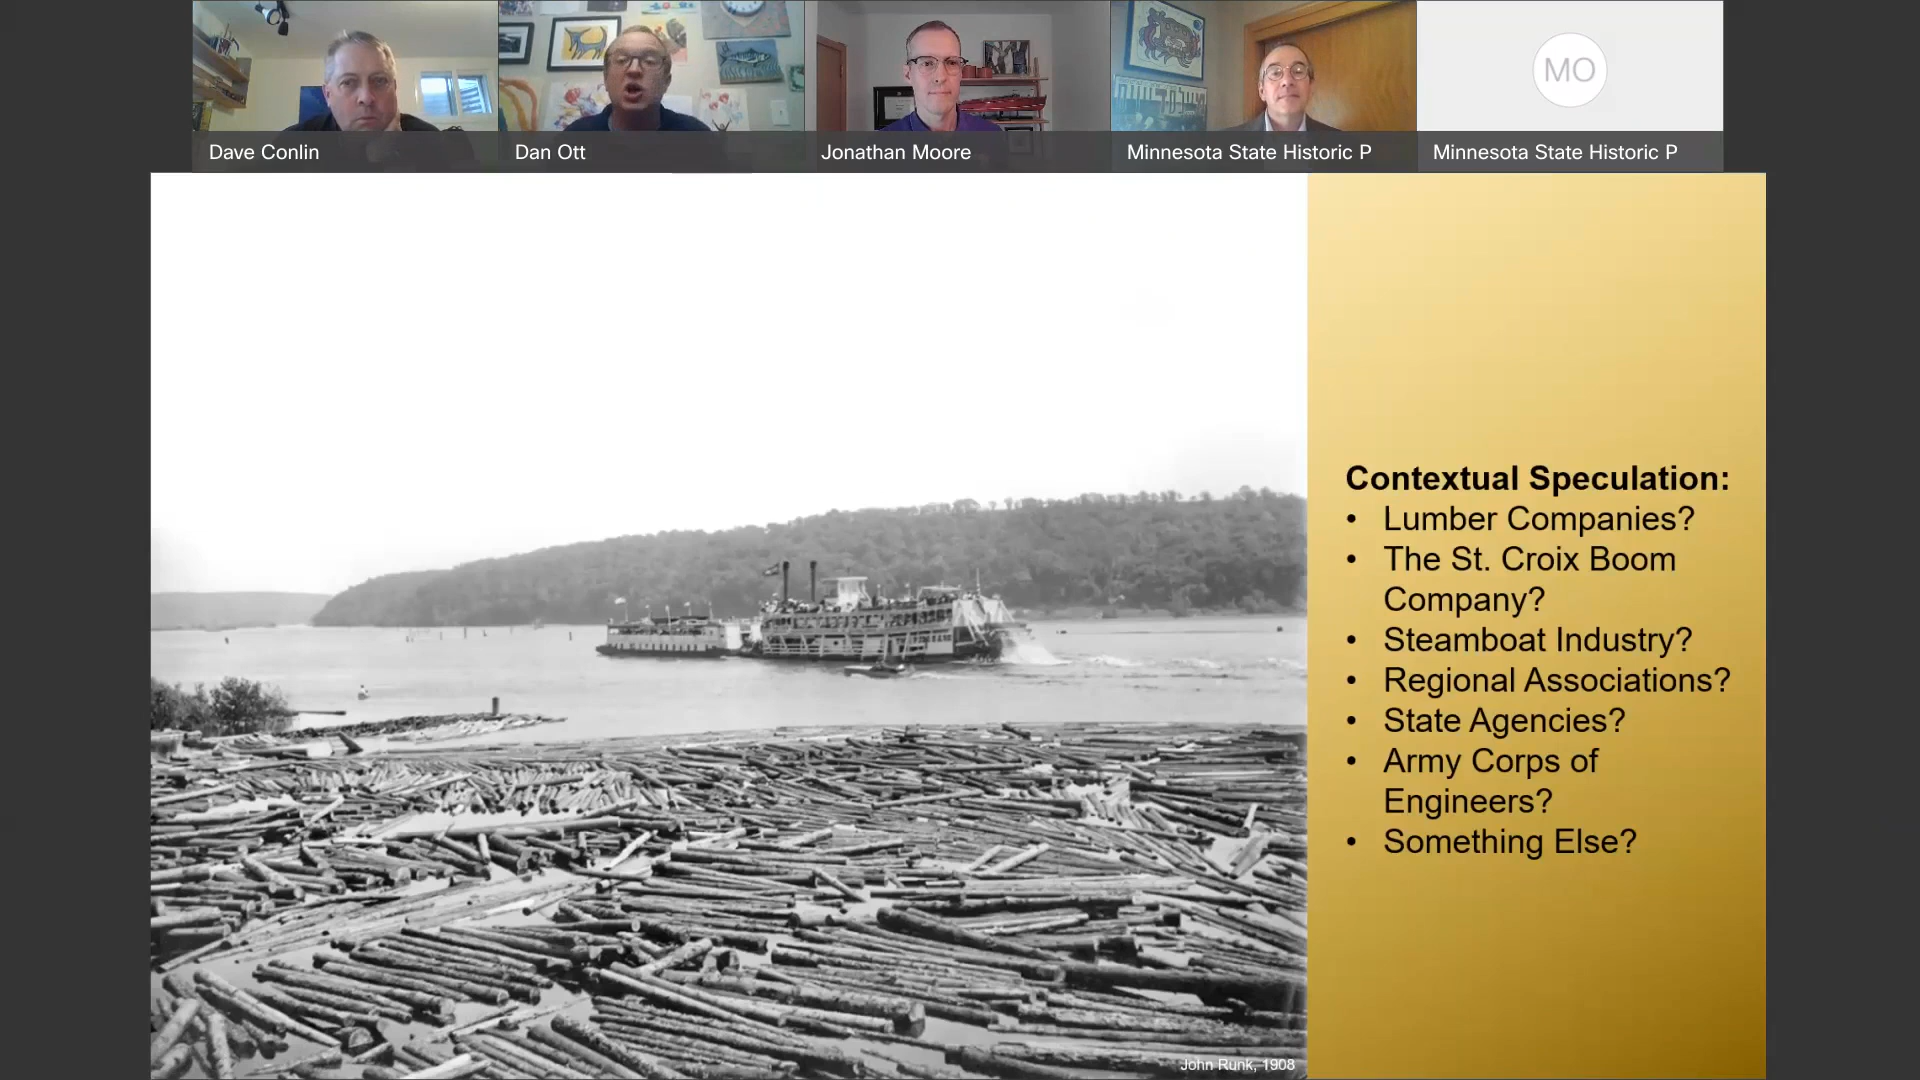 Dave Conlin
Dan Ott
Jonathan Moore
Minnesota State Historic P
MO
Minnesota State Historic P
Contextual Speculation:
• Lumber Companies?
• The St. Croix Boom
Company?
• Steamboat Industry?
• Regional Associations?
• State Agencies?
• Army Corps of
Engineers?
• Something Else?
John Runk, 1908